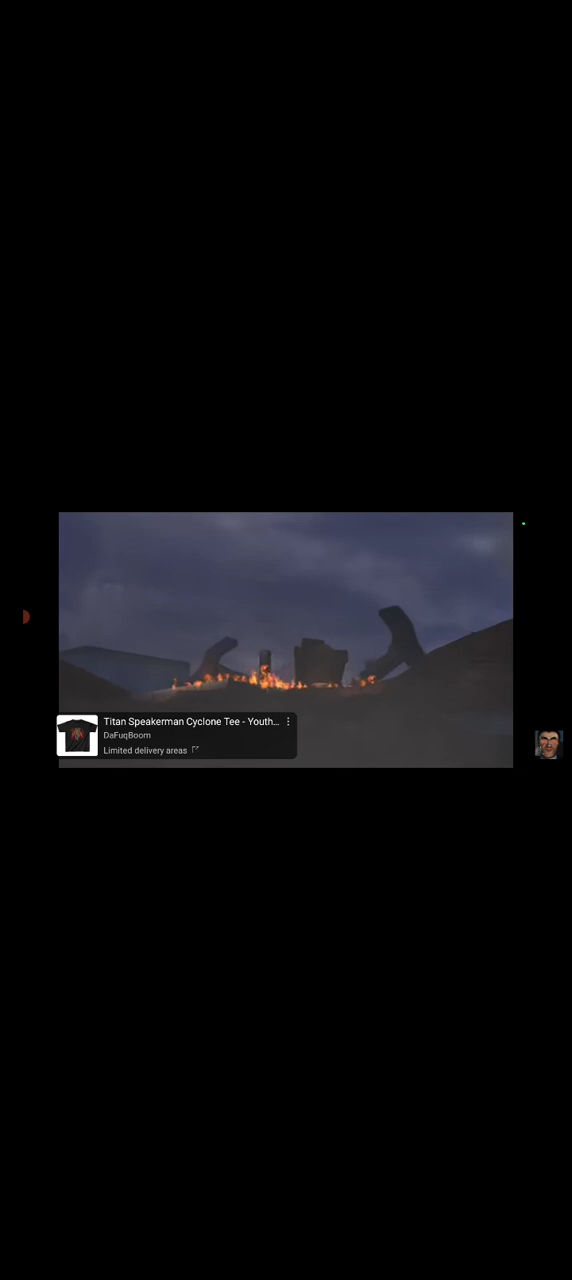 Titan Speakerman Cyclone Tee - Youth...
DaFuqBoom
Limited delivery areas